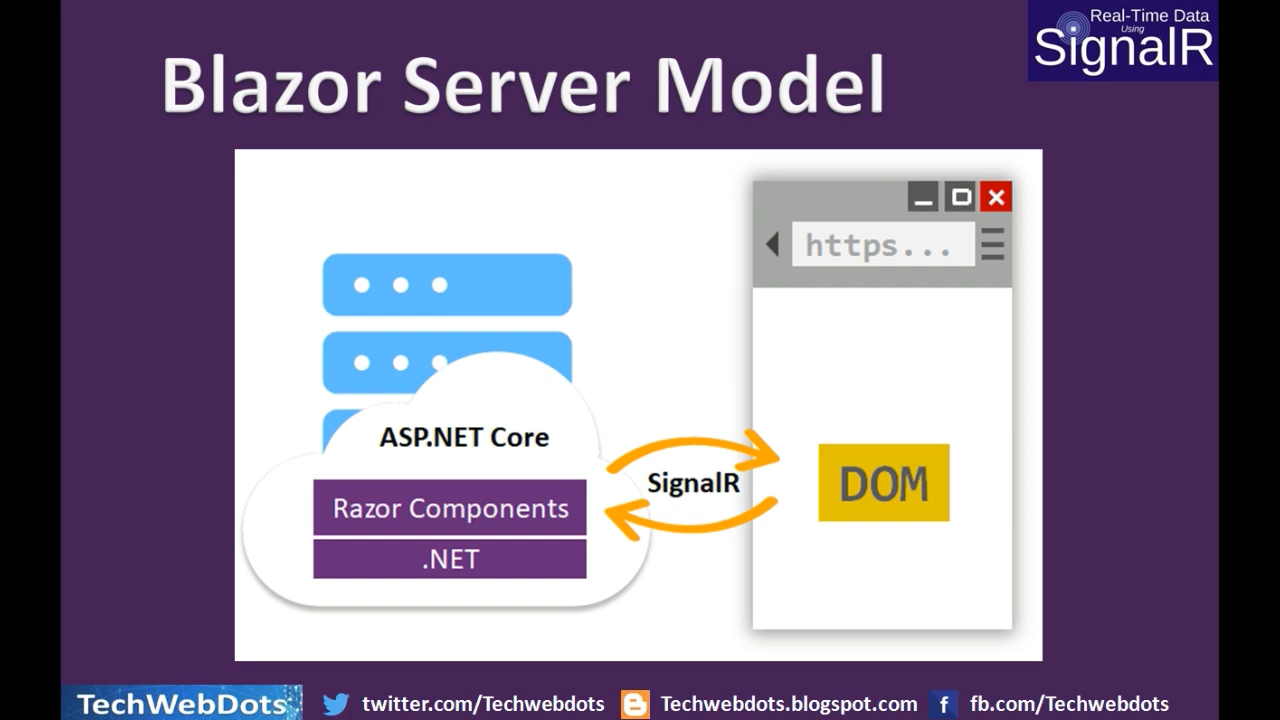 Real-Time Data
Using
SignalR
Blazor Server Model
https...
ASP.NET Core
SignalR
DOM
Razor Components
.NET
TechWebDots
twitter.com/Techwebdots
Techwebdots.blogspot.com
fb.com/Techwebdots